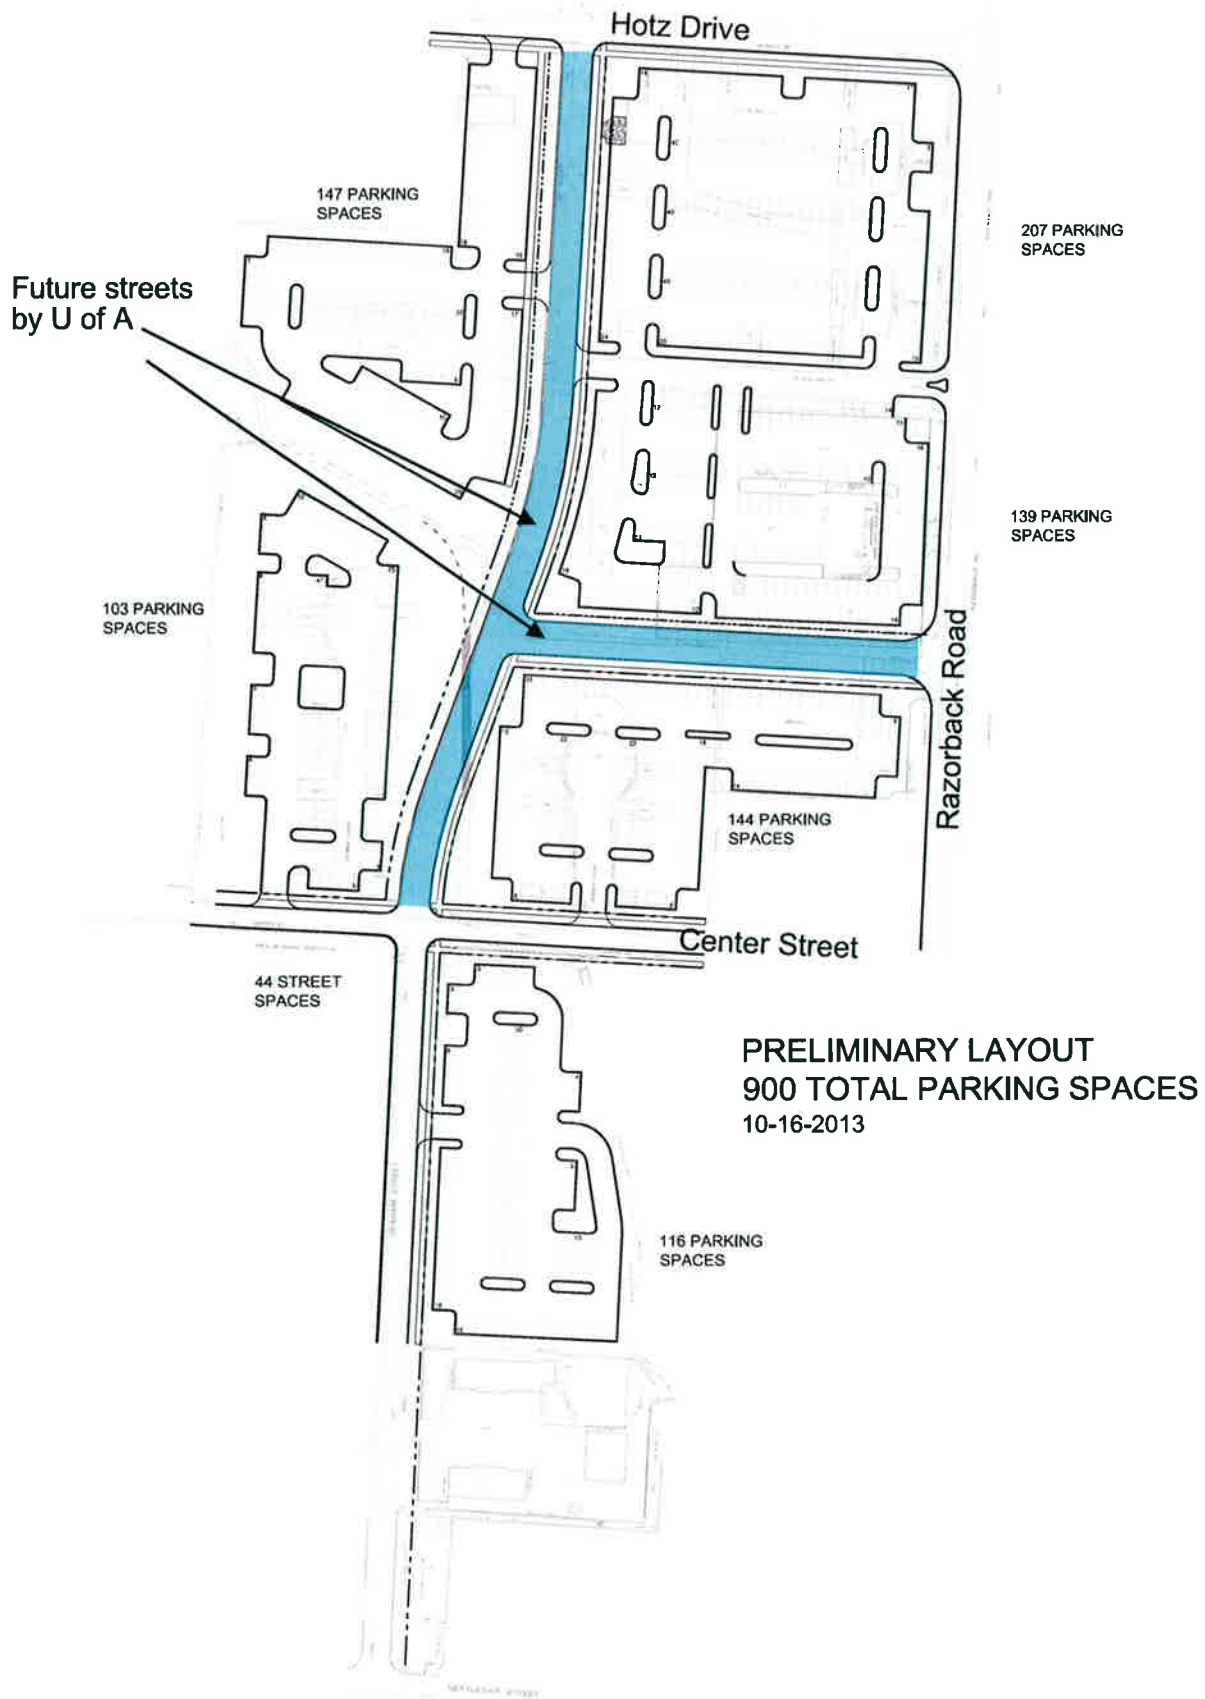 Hotz Drive
147 PARKING
SPACES
207 PARKING
SPACES
Future streets
by U of A
139 PARKING
SPACES
103 PARKING
SPACES
Razorback Road
144 PARKING
SPACES
Center Street
44 STREET
SPACES
PRELIMINARY LAYOUT
900 TOTAL PARKING SPACES
10-16-2013
116 PARKING
SPACES